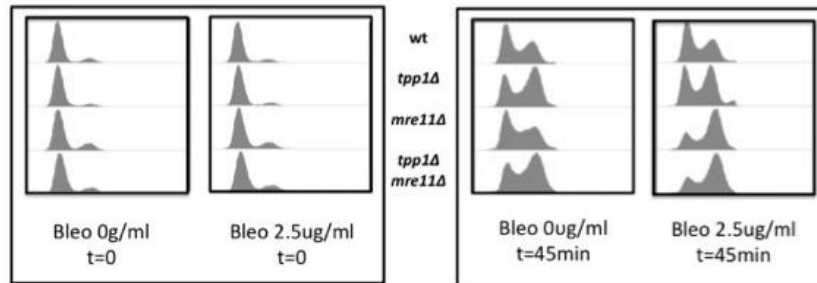 wt
tpp1Δ
mre11Δ
tpp1Δ
mre11Δ
Bleo 0g/ml
t=0
Bleo 2.5ug/ml
t=0
Bleo 0ug/ml
t=45min
Bleo 2.5ug/ml
t=45min